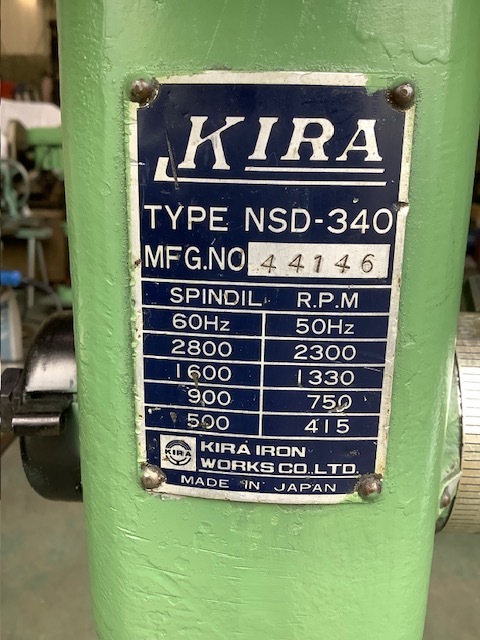 KIRA
TYPE NSD-340
MFG.NO 44146
SPINDIL R.P.M
60Hz 50Hz
2800 2300
1600 1330
900 750
500 415
KIRA KIRA IRON
WORKS CO.,LTD.
MADE IN JAPAN